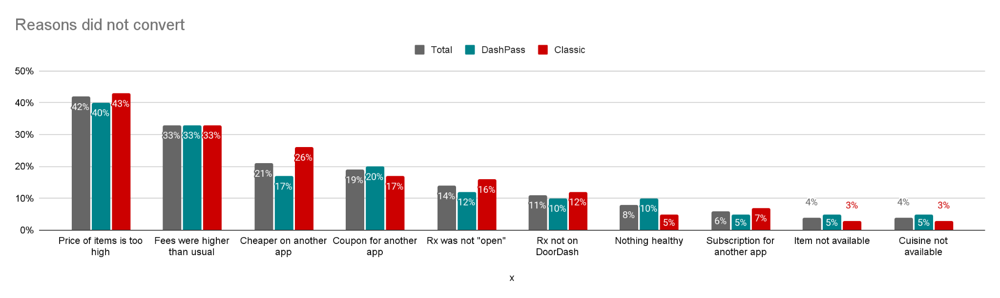 Reasons did not convert
Total DashPass Classic
50%
40%
30%
20%
10%
0%
42% 40% 43%
33% 33% 33%
21% 17% 26%
19% 20% 17%
14% 12% 16%
11% 10% 12%
8% 10% 5%
6% 5% 7%
4% 5% 3%
4% 5% 3%
Price of items is too
high
Fees were higher
than usual
Cheaper on another
app
Coupon for another
app
Rx was not "open"
Rx not on
DoorDash
Nothing healthy
Subscription for
another app
Item not available
Cuisine not
available
x